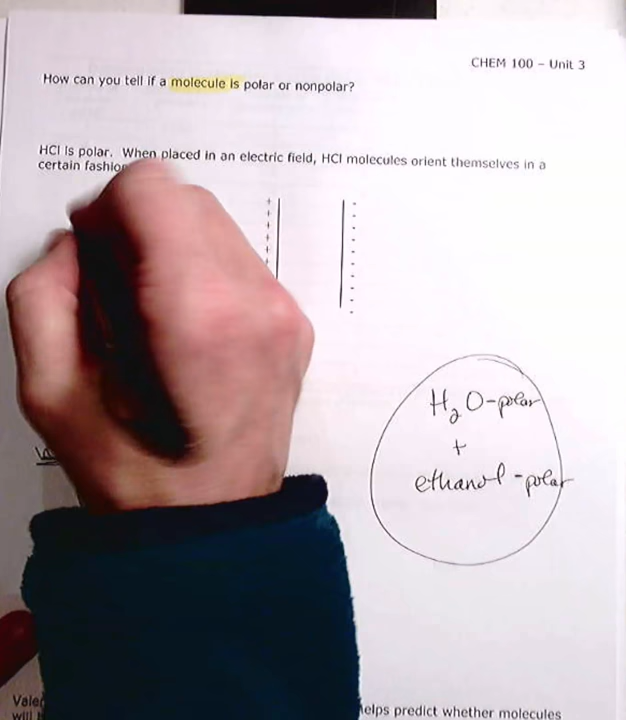 CHEM 100 – Unit 3
How can you tell if a molecule is polar or nonpolar?
HCl is polar. When placed in an electric field, HCl molecules orient themselves in a
certain
H₂O-polar
+
ethanol-polar
elps predict whether molecules
will